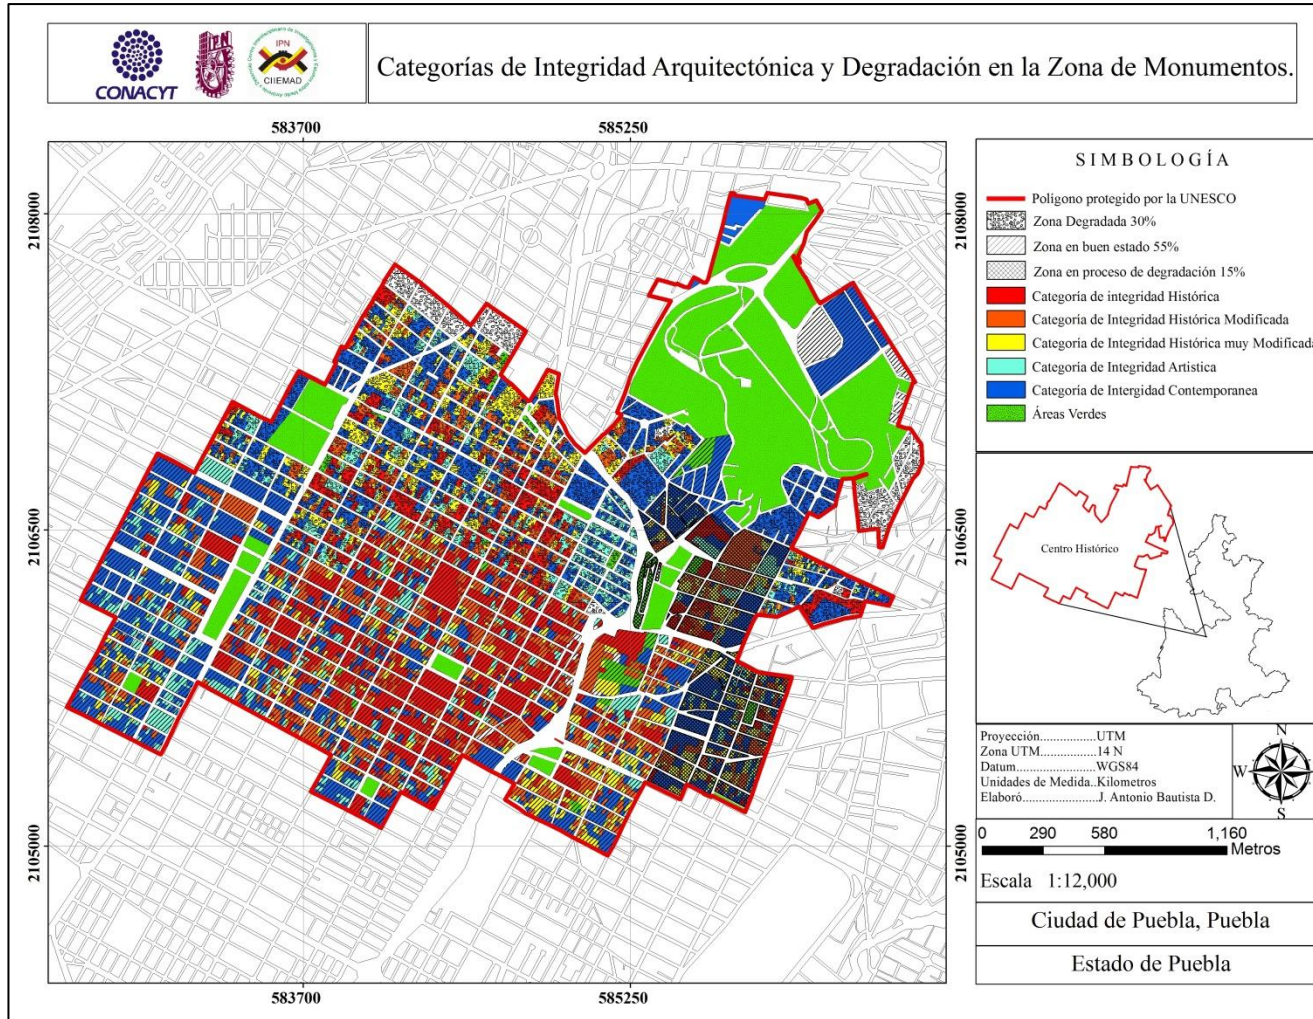 CONACYT
IPN
IPN
CIIEMAD
Categorías de Integridad Arquitectónica y Degradación en la Zona de Monumentos.
583700
585250
2108000
2106500
2105000
2108000
2106500
2105000
583700
585250
SIMBOLOGÍA
Polígono protegido por la UNESCO
Zona Degradada 30%
Zona en buen estado 55%
Zona en proceso de degradación 15%
Categoría de integridad Histórica
Categoría de Integridad Histórica Modificada
Categoría de Integridad Histórica muy Modificada
Categoría de Integridad Artistica
Categoría de Intergidad Contemporanea
Áreas Verdes
Centro Histórico
Proyección...............UTM
Zona UTM................14 N
Datum......................WGS84
Unidades de Medida..Kilometros
Elaboró.......................J. Antonio Bautista D.
N
W
E
S
0 290 580 1,160
Metros
Escala 1:12,000
Ciudad de Puebla, Puebla
Estado de Puebla